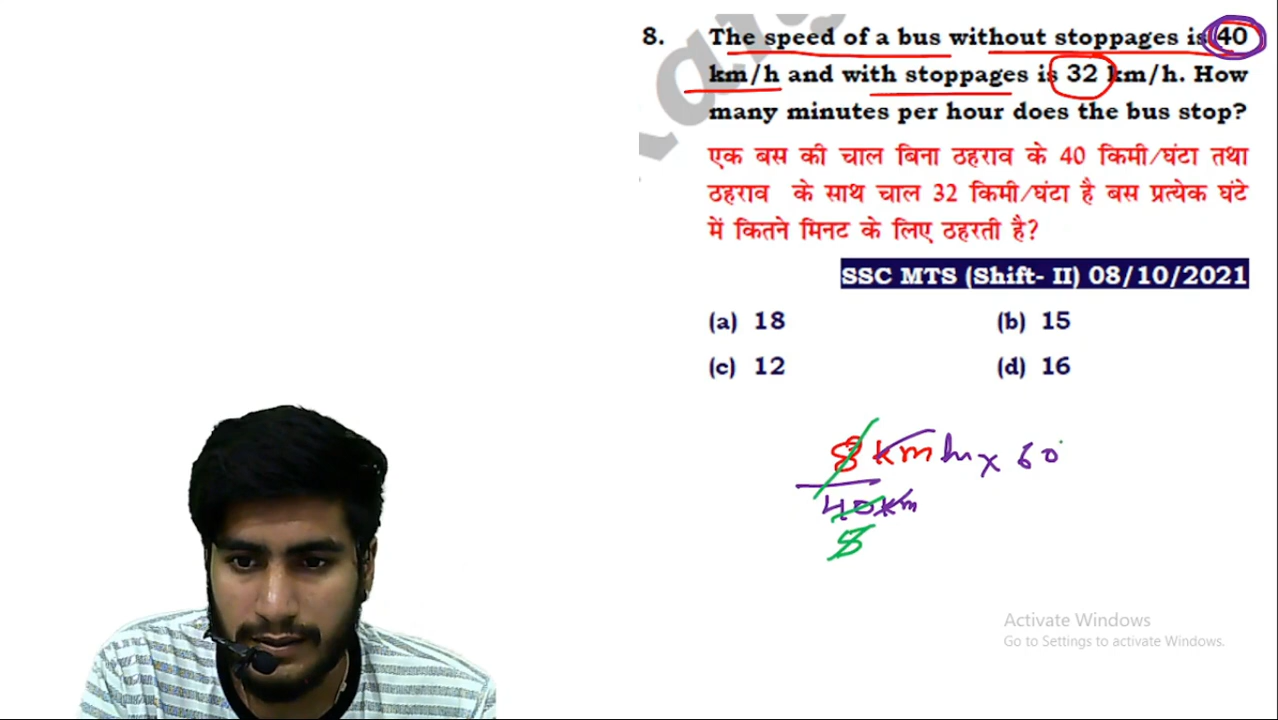 8. The speed of a bus without stoppages is 40
km/h and with stoppages is 32 km/h. How
many minutes per hour does the bus stop?
एक बस की चाल बिना ठहराव के 40 किमी/घंटा तथा
ठहराव के साथ चाल 32 किमी/घंटा है बस प्रत्येक घंटे
में कितने मिनट के लिए ठहरती है?
SSC MTS (Shift- II) 08/10/2021
(a) 18 (b) 15
(c) 12 (d) 16
8 km h x 60
40 km
Activate Windows
Go to Settings to activate Windows.